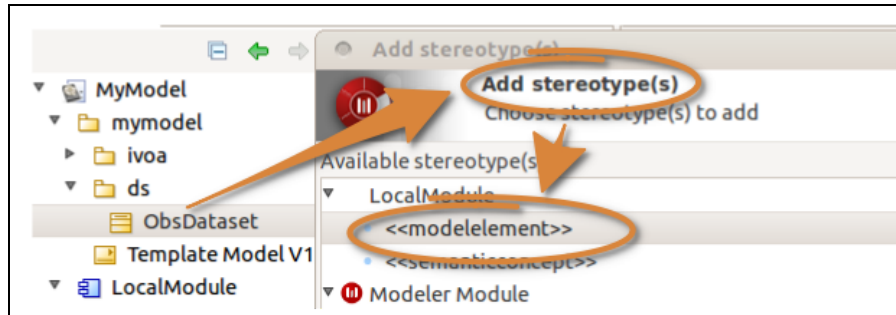 Add stereotype(s)
MyModel
mymodel
ivoa
ds
ObsDataset
Template Model V1
LocalModule
Add stereotype(s)
Choose stereotype(s) to add
Available stereotype(s
LocalModule
<<modelelement>>
<<semanticconcept>>
Modeler Module